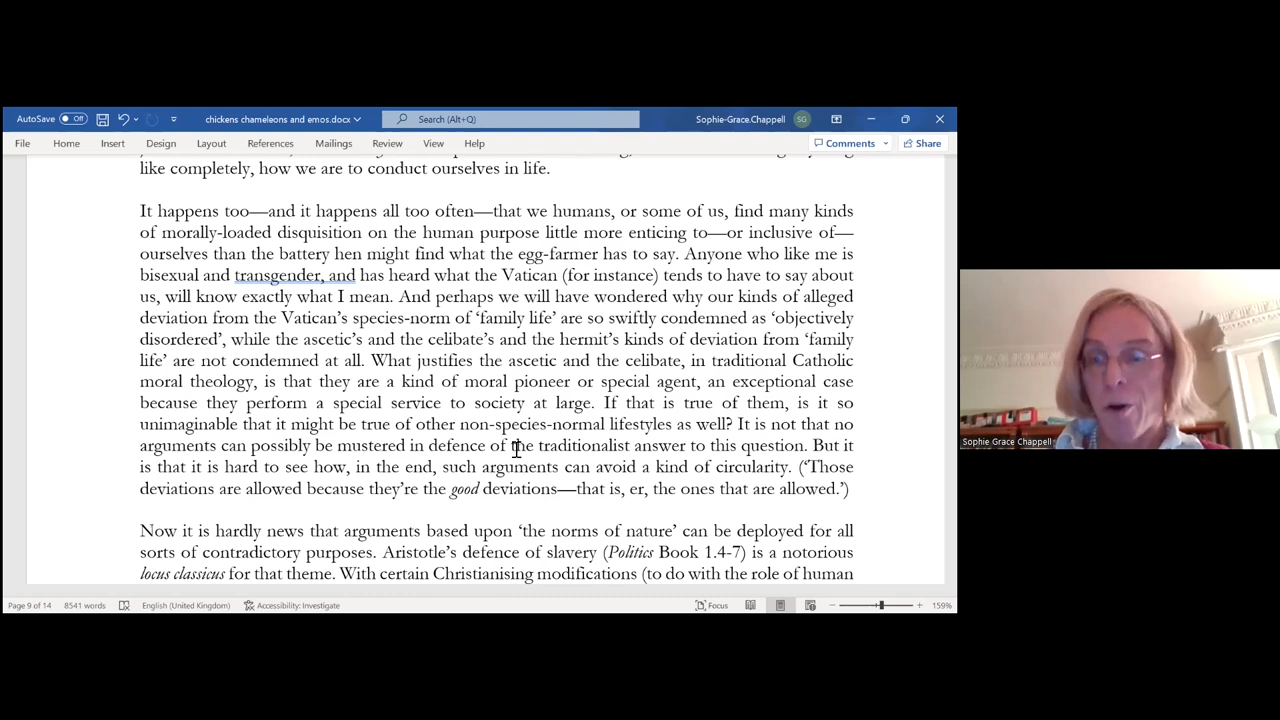 AutoSave Off
chickens chameleons and emos.docx
Search (Alt+Q)
Sophie-Grace.Chappell SG
File Home Insert Design Layout References Mailings Review View Help Comments Share
like completely, how we are to conduct ourselves in life.
It happens too—and it happens all too often—that we humans, or some of us, find many kinds
of morally-loaded disquisition on the human purpose little more enticing to—or inclusive of—
ourselves than the battery hen might find what the egg-farmer has to say. Anyone who like me is
bisexual and transgender, and has heard what the Vatican (for instance) tends to have to say about
us, will know exactly what I mean. And perhaps we will have wondered why our kinds of alleged
deviation from the Vatican’s species-norm of ‘family life’ are so swiftly condemned as ‘objectively
disordered’, while the ascetic’s and the celibate’s and the hermit’s kinds of deviation from ‘family
life’ are not condemned at all. What justifies the ascetic and the celibate, in traditional Catholic
moral theology, is that they are a kind of moral pioneer or special agent, an exceptional case
because they perform a special service to society at large. If that is true of them, is it so
unimaginable that it might be true of other non-species-normal lifestyles as well? It is not that no
arguments can possibly be mustered in defence of the traditionalist answer to this question. But it
is that it is hard to see how, in the end, such arguments can avoid a kind of circularity. (‘Those
deviations are allowed because they’re the good deviations—that is, er, the ones that are allowed.’)
Now it is hardly news that arguments based upon ‘the norms of nature’ can be deployed for all
sorts of contradictory purposes. Aristotle’s defence of slavery (Politics Book 1.4-7) is a notorious
locus classicus for that theme. With certain Christianising modifications (to do with the role of human
Page 9 of 14 8541 words English (United Kingdom) Accessibility: Investigate Focus 159%
Sophie Grace Chappell